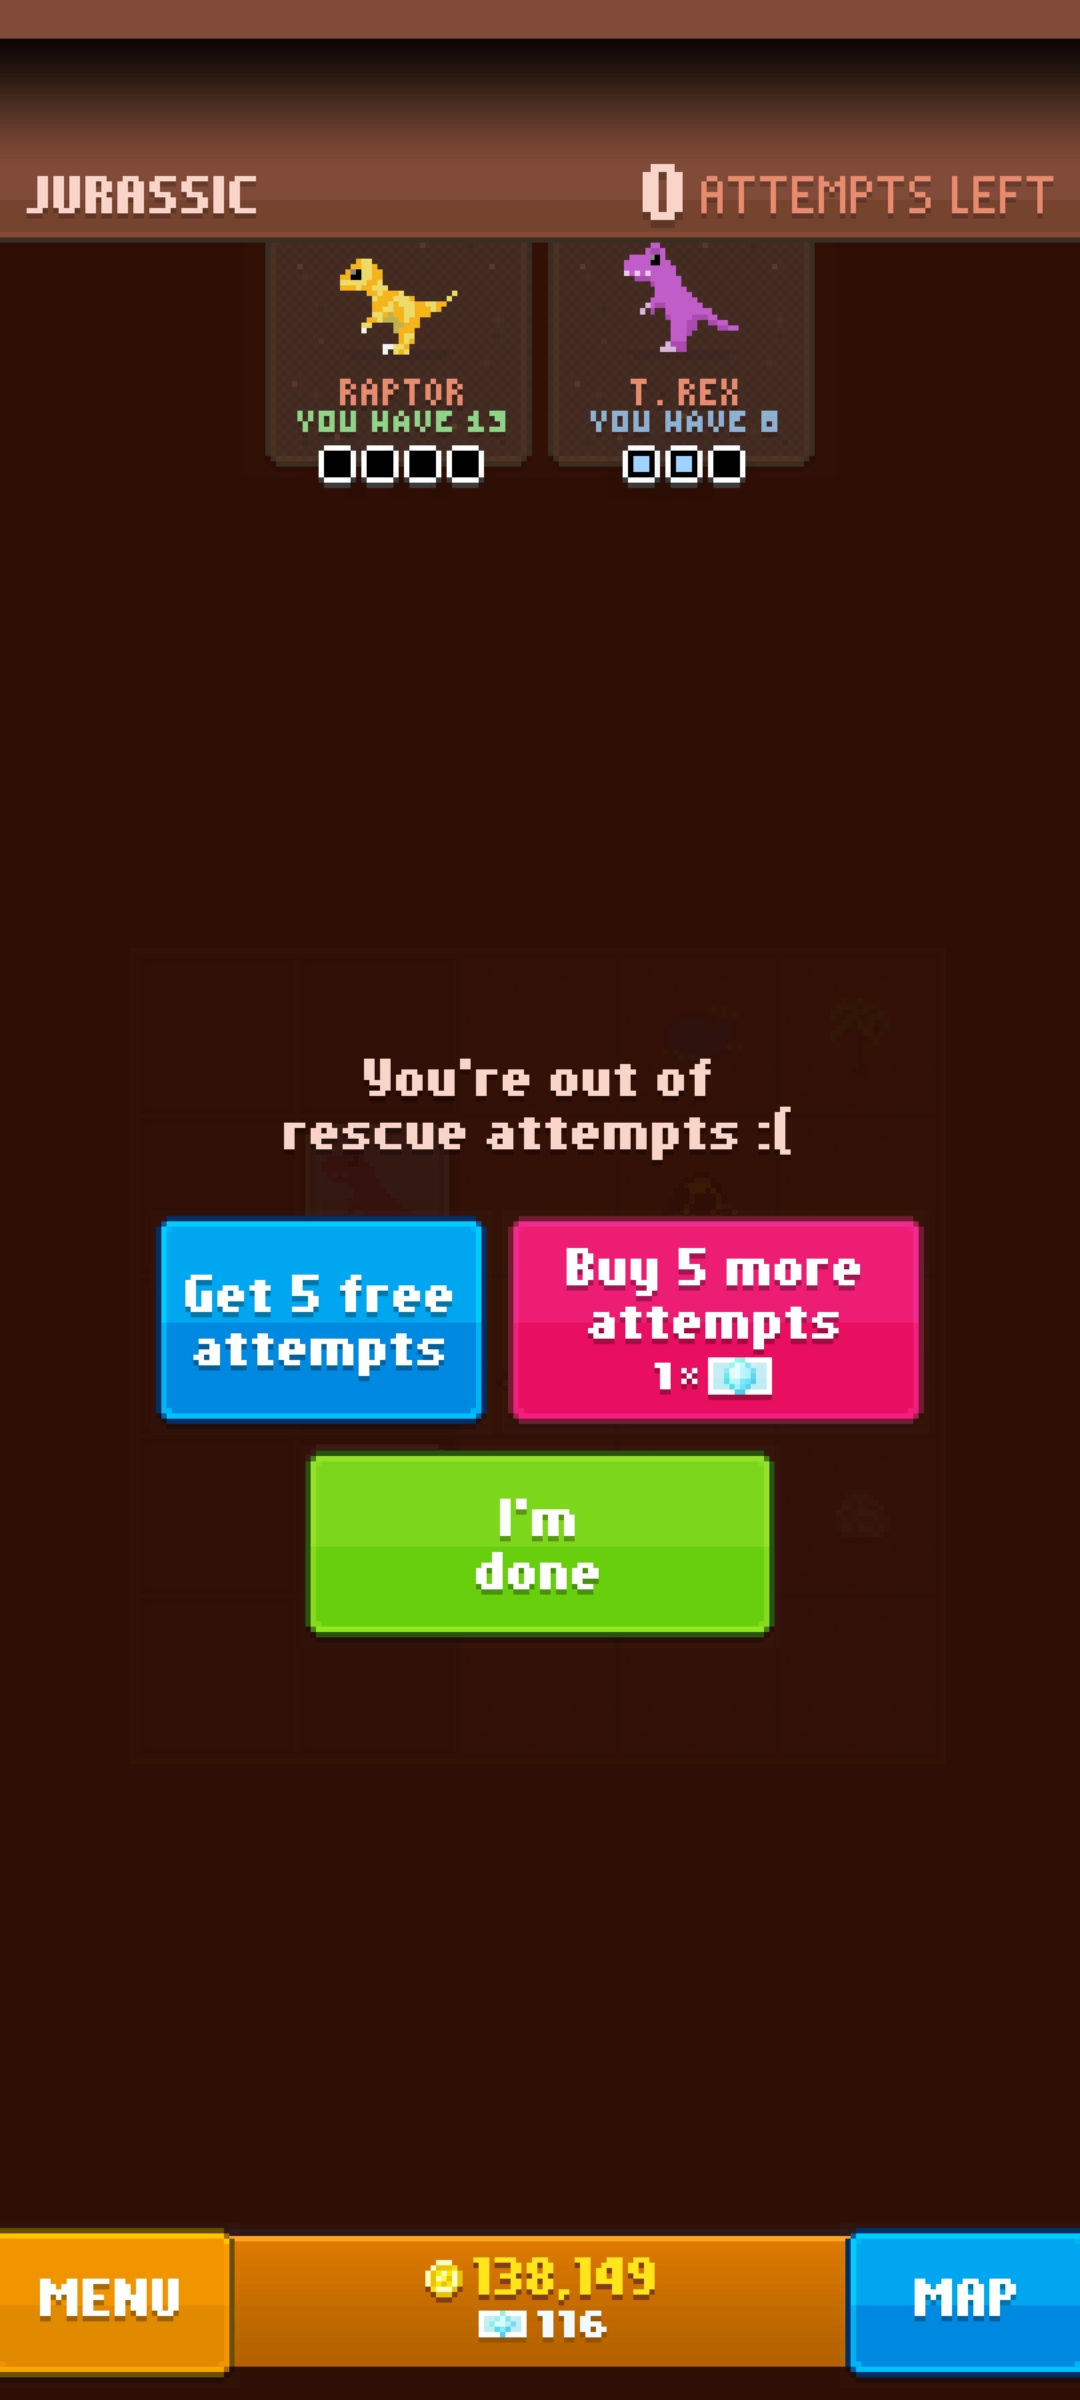 JURASSIC
0 ATTEMPTS LEFT
RAPTOR
YOU HAVE 13
T. REX
YOU HAVE 8
You're out of
rescue attempts :(
Get 5 free
attempts
Buy 5 more
attempts
1×
I'm
done
MENU
138,149
116
MAP